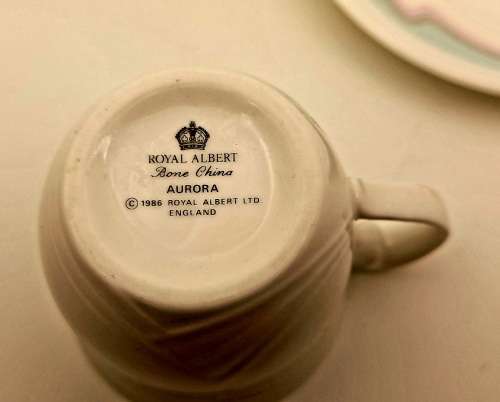 ROYAL ALBERT
Bone China
AURORA
© 1986 ROYAL ALBERT LTD
ENGLAND